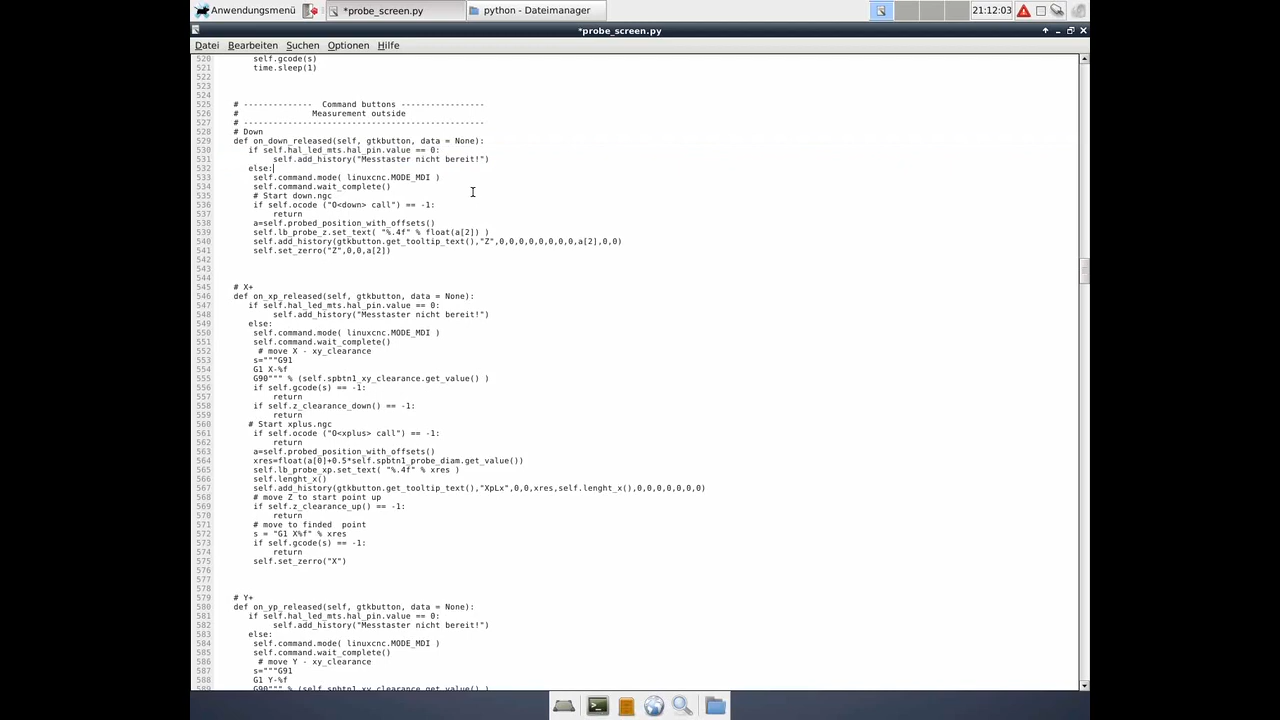 Anwendungsmenü
*probe_screen.py
python - Dateimanager
21:12:03
*probe_screen.py
Datei Bearbeiten Suchen Optionen Hilfe
520 self.gcode(s)
521 time.sleep(1)
522
523
524
525 # -------------- Command buttons -----------------
526 # Measurement outside
527 # -------------------------------------------------
528 # Down
529 def on_down_released(self, gtkbutton, data = None):
530 if self.hal_led_mts.hal_pin.value == 0:
531 self.add_history("Messtaster nicht bereit!")
532 else:
533 self.command.mode( linuxcnc.MODE_MDI )
534 self.command.wait_complete()
535 # Start down.ngc
536 if self.ocode ("O<down> call") == -1:
537 return
538 a=self.probed_position_with_offsets()
539 self.lb_probe_z.set_text( "%.4f" % float(a[2]) )
540 self.add_history(gtkbutton.get_tooltip_text(),"Z",0,0,0,0,0,0,0,0,a[2],0,0)
541 self.set_zerro("Z",0,0,a[2])
542
543
544
545 # X+
546 def on_xp_released(self, gtkbutton, data = None):
547 if self.hal_led_mts.hal_pin.value == 0:
548 self.add_history("Messtaster nicht bereit!")
549 else:
550 self.command.mode( linuxcnc.MODE_MDI )
551 self.command.wait_complete()
552 # move X - xy_clearance
553 s="""G91
554 G1 X-%f
555 G90""" % (self.spbtn1_xy_clearance.get_value() )
556 if self.gcode(s) == -1:
557 return
558 if self.z_clearance_down() == -1:
559 return
560 # Start xplus.ngc
561 if self.ocode ("O<xplus> call") == -1:
562 return
563 a=self.probed_position_with_offsets()
564 xres=float(a[0]+0.5*self.spbtn1_probe_diam.get_value())
565 self.lb_probe_xp.set_text( "%.4f" % xres )
566 self.lenght_x()
567 self.add_history(gtkbutton.get_tooltip_text(),"XpLx",0,0,xres,self.lenght_x(),0,0,0,0,0,0,0)
568 # move Z to start point up
569 if self.z_clearance_up() == -1:
570 return
571 # move to finded point
572 s = "G1 X%f" % xres
573 if self.gcode(s) == -1:
574 return
575 self.set_zerro("X")
576
577
578
579 # Y+
580 def on_yp_released(self, gtkbutton, data = None):
581 if self.hal_led_mts.hal_pin.value == 0:
582 self.add_history("Messtaster nicht bereit!")
583 else:
584 self.command.mode( linuxcnc.MODE_MDI )
585 self.command.wait_complete()
586 # move Y - xy_clearance
587 s="""G91
588 G1 Y-%f
589 G90""" % (self.spbtn1_xy_clearance.get_value() )